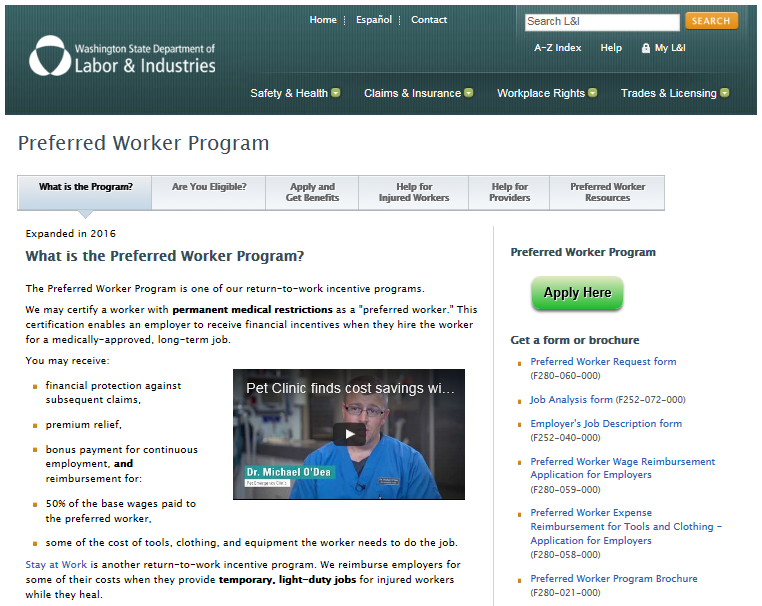 Home
Español
Contact
Search L&I
SEARCH
A-Z Index
Help
My L&I
Washington State Department of
Labor & Industries
Safety & Health
Claims & Insurance
Workplace Rights
Trades & Licensing
Preferred Worker Program
What is the Program?
Are You Eligible?
Apply and
Get Benefits
Help for
Injured Workers
Help for
Providers
Preferred Worker
Resources
Expanded in 2016
What is the Preferred Worker Program?
The Preferred Worker Program is one of our return-to-work incentive programs.
We may certify a worker with permanent medical restrictions as a "preferred worker." This
certification enables an employer to receive financial incentives when they hire the worker
for a medically-approved, long-term job.
You may receive:
financial protection against
subsequent claims,
premium relief,
bonus payment for continuous
employment, and
reimbursement for:
50% of the base wages paid to
the preferred worker,
some of the cost of tools, clothing, and equipment the worker needs to do the job.
Pet Clinic finds cost savings wi...
Dr. Michael O'Dea
Pet Emergency Clinic
Stay at Work is another return-to-work incentive program. We reimburse employers for
some of their costs when they provide temporary, light-duty jobs for injured workers
while they heal.
Preferred Worker Program
Apply Here
Get a form or brochure
Preferred Worker Request form
(F280-060-000)
Job Analysis form (F252-072-000)
Employer's Job Description form
(F252-040-000)
Preferred Worker Wage Reimbursement
Application for Employers
(F280-059-000)
Preferred Worker Expense
Reimbursement for Tools and Clothing -
Application for Employers
(F280-058-000)
Preferred Worker Program Brochure
(F280-021-000)